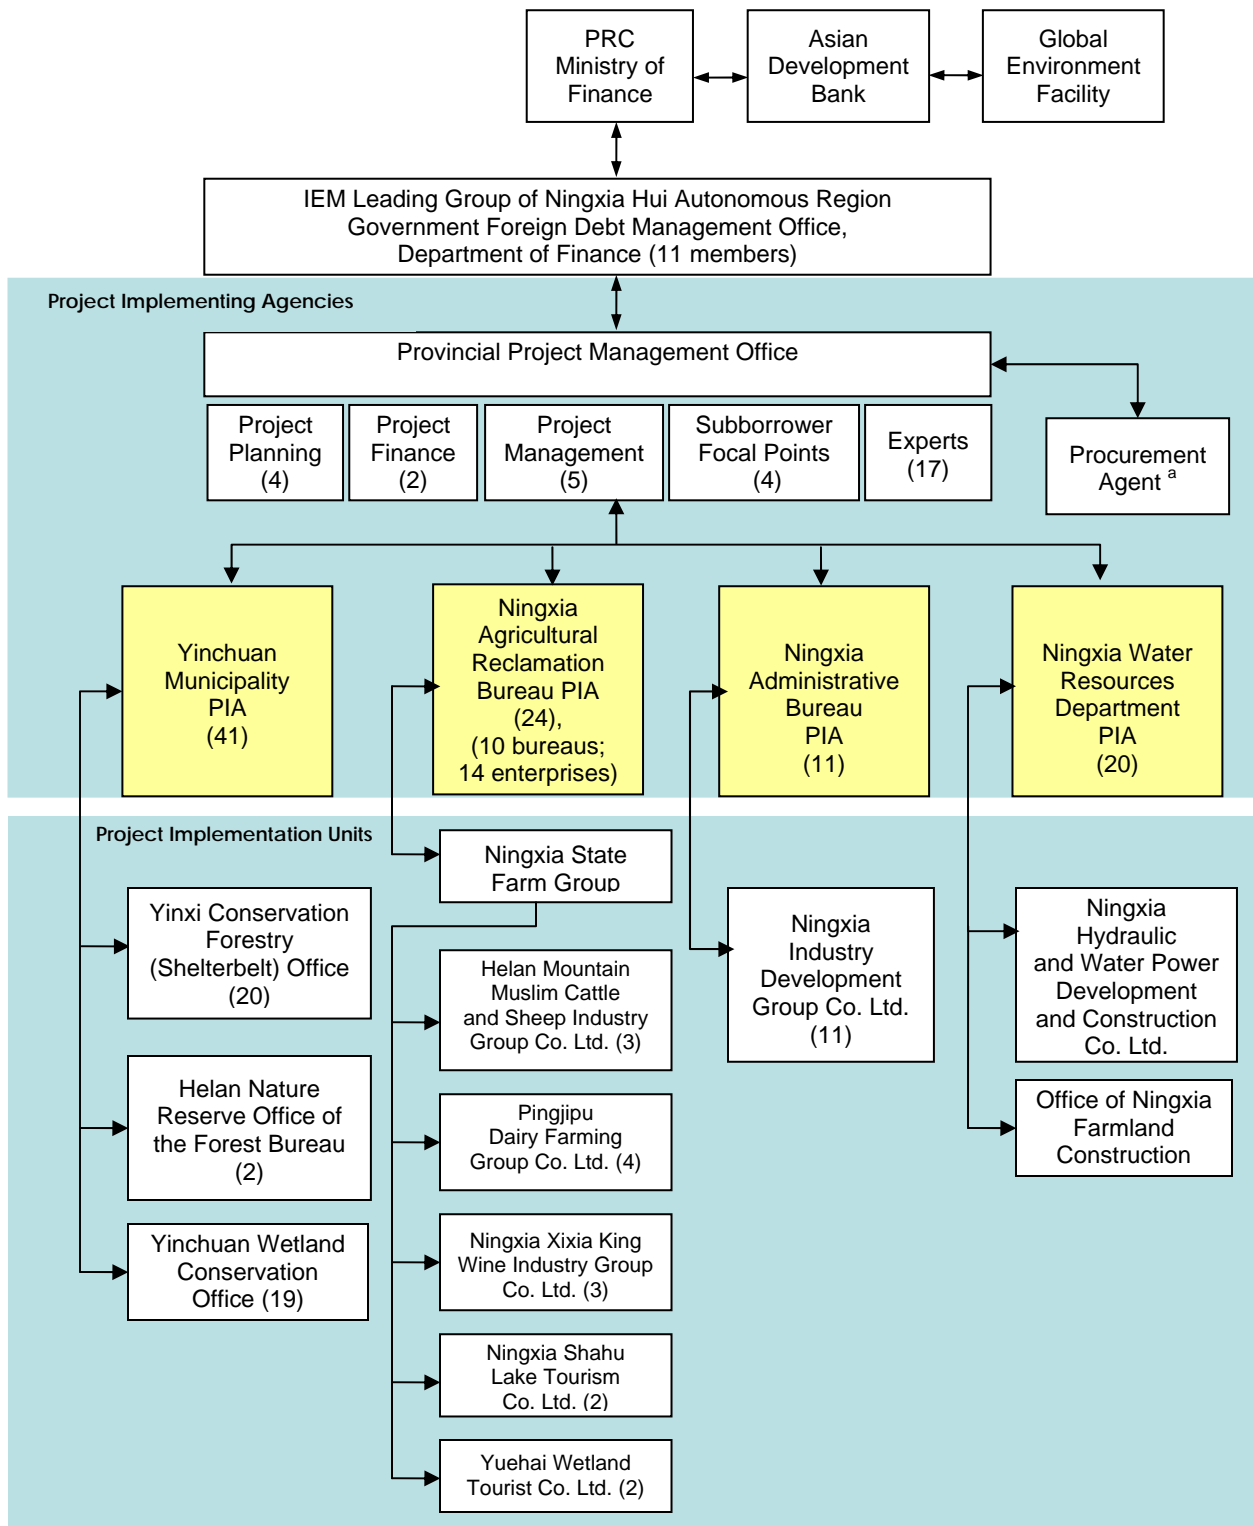 PRC
Ministry of
Finance
Asian
Development
Bank
Global
Environment
Facility
IEM Leading Group of Ningxia Hui Autonomous Region
Government Foreign Debt Management Office,
Department of Finance (11 members)
Project Implementing Agencies
Provincial Project Management Office
Project
Planning
(4)
Project
Finance
(2)
Project
Management
(5)
Subborrower
Focal Points
(4)
Experts
(17)
Procurement
Agent a
Yinchuan
Municipality
PIA
(41)
Ningxia
Agricultural
Reclamation
Bureau PIA
(24),
(10 bureaus;
14 enterprises)
Ningxia
Administrative
Bureau
PIA
(11)
Ningxia Water
Resources
Department
PIA
(20)
Project Implementation Units
Yinxi Conservation
Forestry
(Shelterbelt) Office
(20)
Helan Nature
Reserve Office of
the Forest Bureau
(2)
Yinchuan Wetland
Conservation
Office (19)
Ningxia State
Farm Group
Helan Mountain
Muslim Cattle
and Sheep Industry
Group Co. Ltd. (3)
Pingjipu
Dairy Farming
Group Co. Ltd. (4)
Ningxia Xixia King
Wine Industry Group
Co. Ltd. (3)
Ningxia Shahu
Lake Tourism
Co. Ltd. (2)
Yuehai Wetland
Tourist Co. Ltd. (2)
Ningxia
Industry
Development
Group Co. Ltd.
(11)
Ningxia
Hydraulic
and Water Power
Development
and Construction
Co. Ltd.
Office of Ningxia
Farmland
Construction